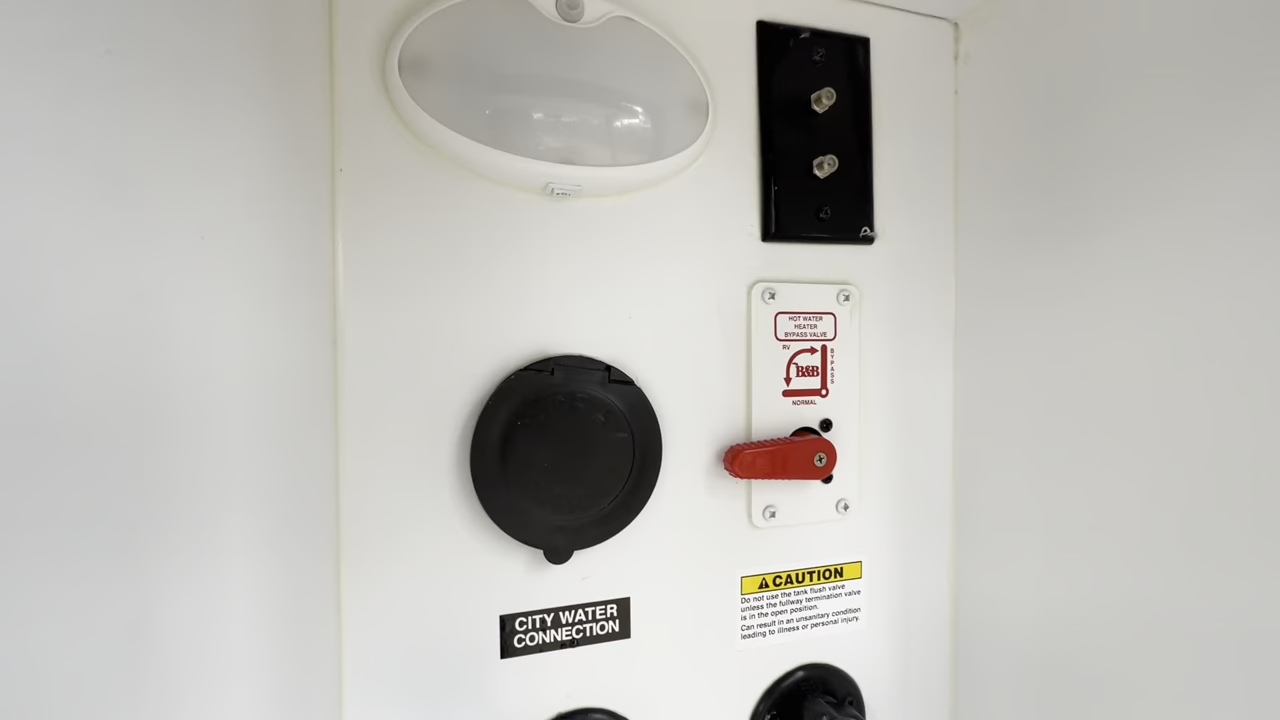 HOT WATER
HEATER
BYPASS VALVE
RV
BYPASS
B&B
NORMAL
CAUTION
Do not use the tank flush valve
unless the fullway termination valve
is in the open position.
Can result in an unsanitary condition
leading to illness or personal injury.
CITY WATER
CONNECTION